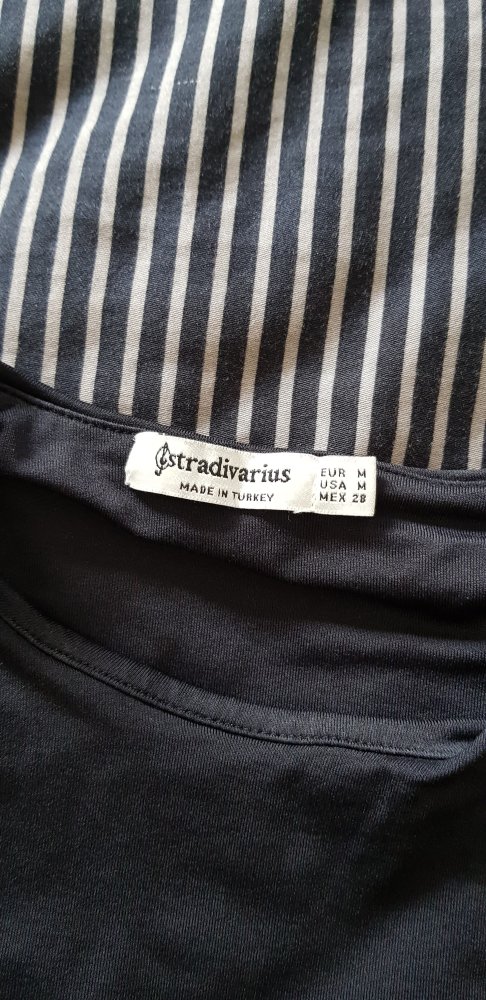 stradivarius
MADE IN TURKEY
EUR M
USA M
MEX 28